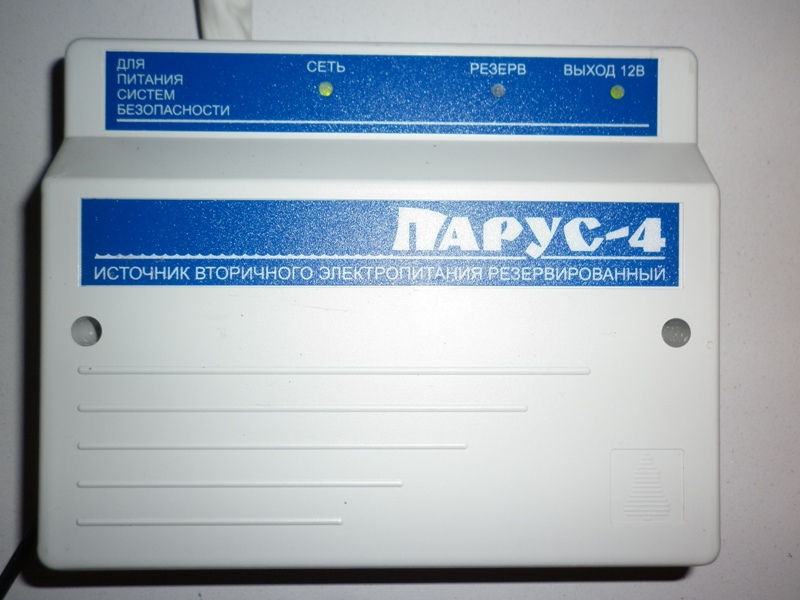 ДЛЯ
ПИТАНИЯ
СИСТЕМ
БЕЗОПАСНОСТИ
СЕТЬ
РЕЗЕРВ
ВЫХОД 12В
ПАРУС-4
ИСТОЧНИК ВТОРИЧНОГО ЭЛЕКТРОПИТАНИЯ РЕЗЕРВИРОВАННЫЙ